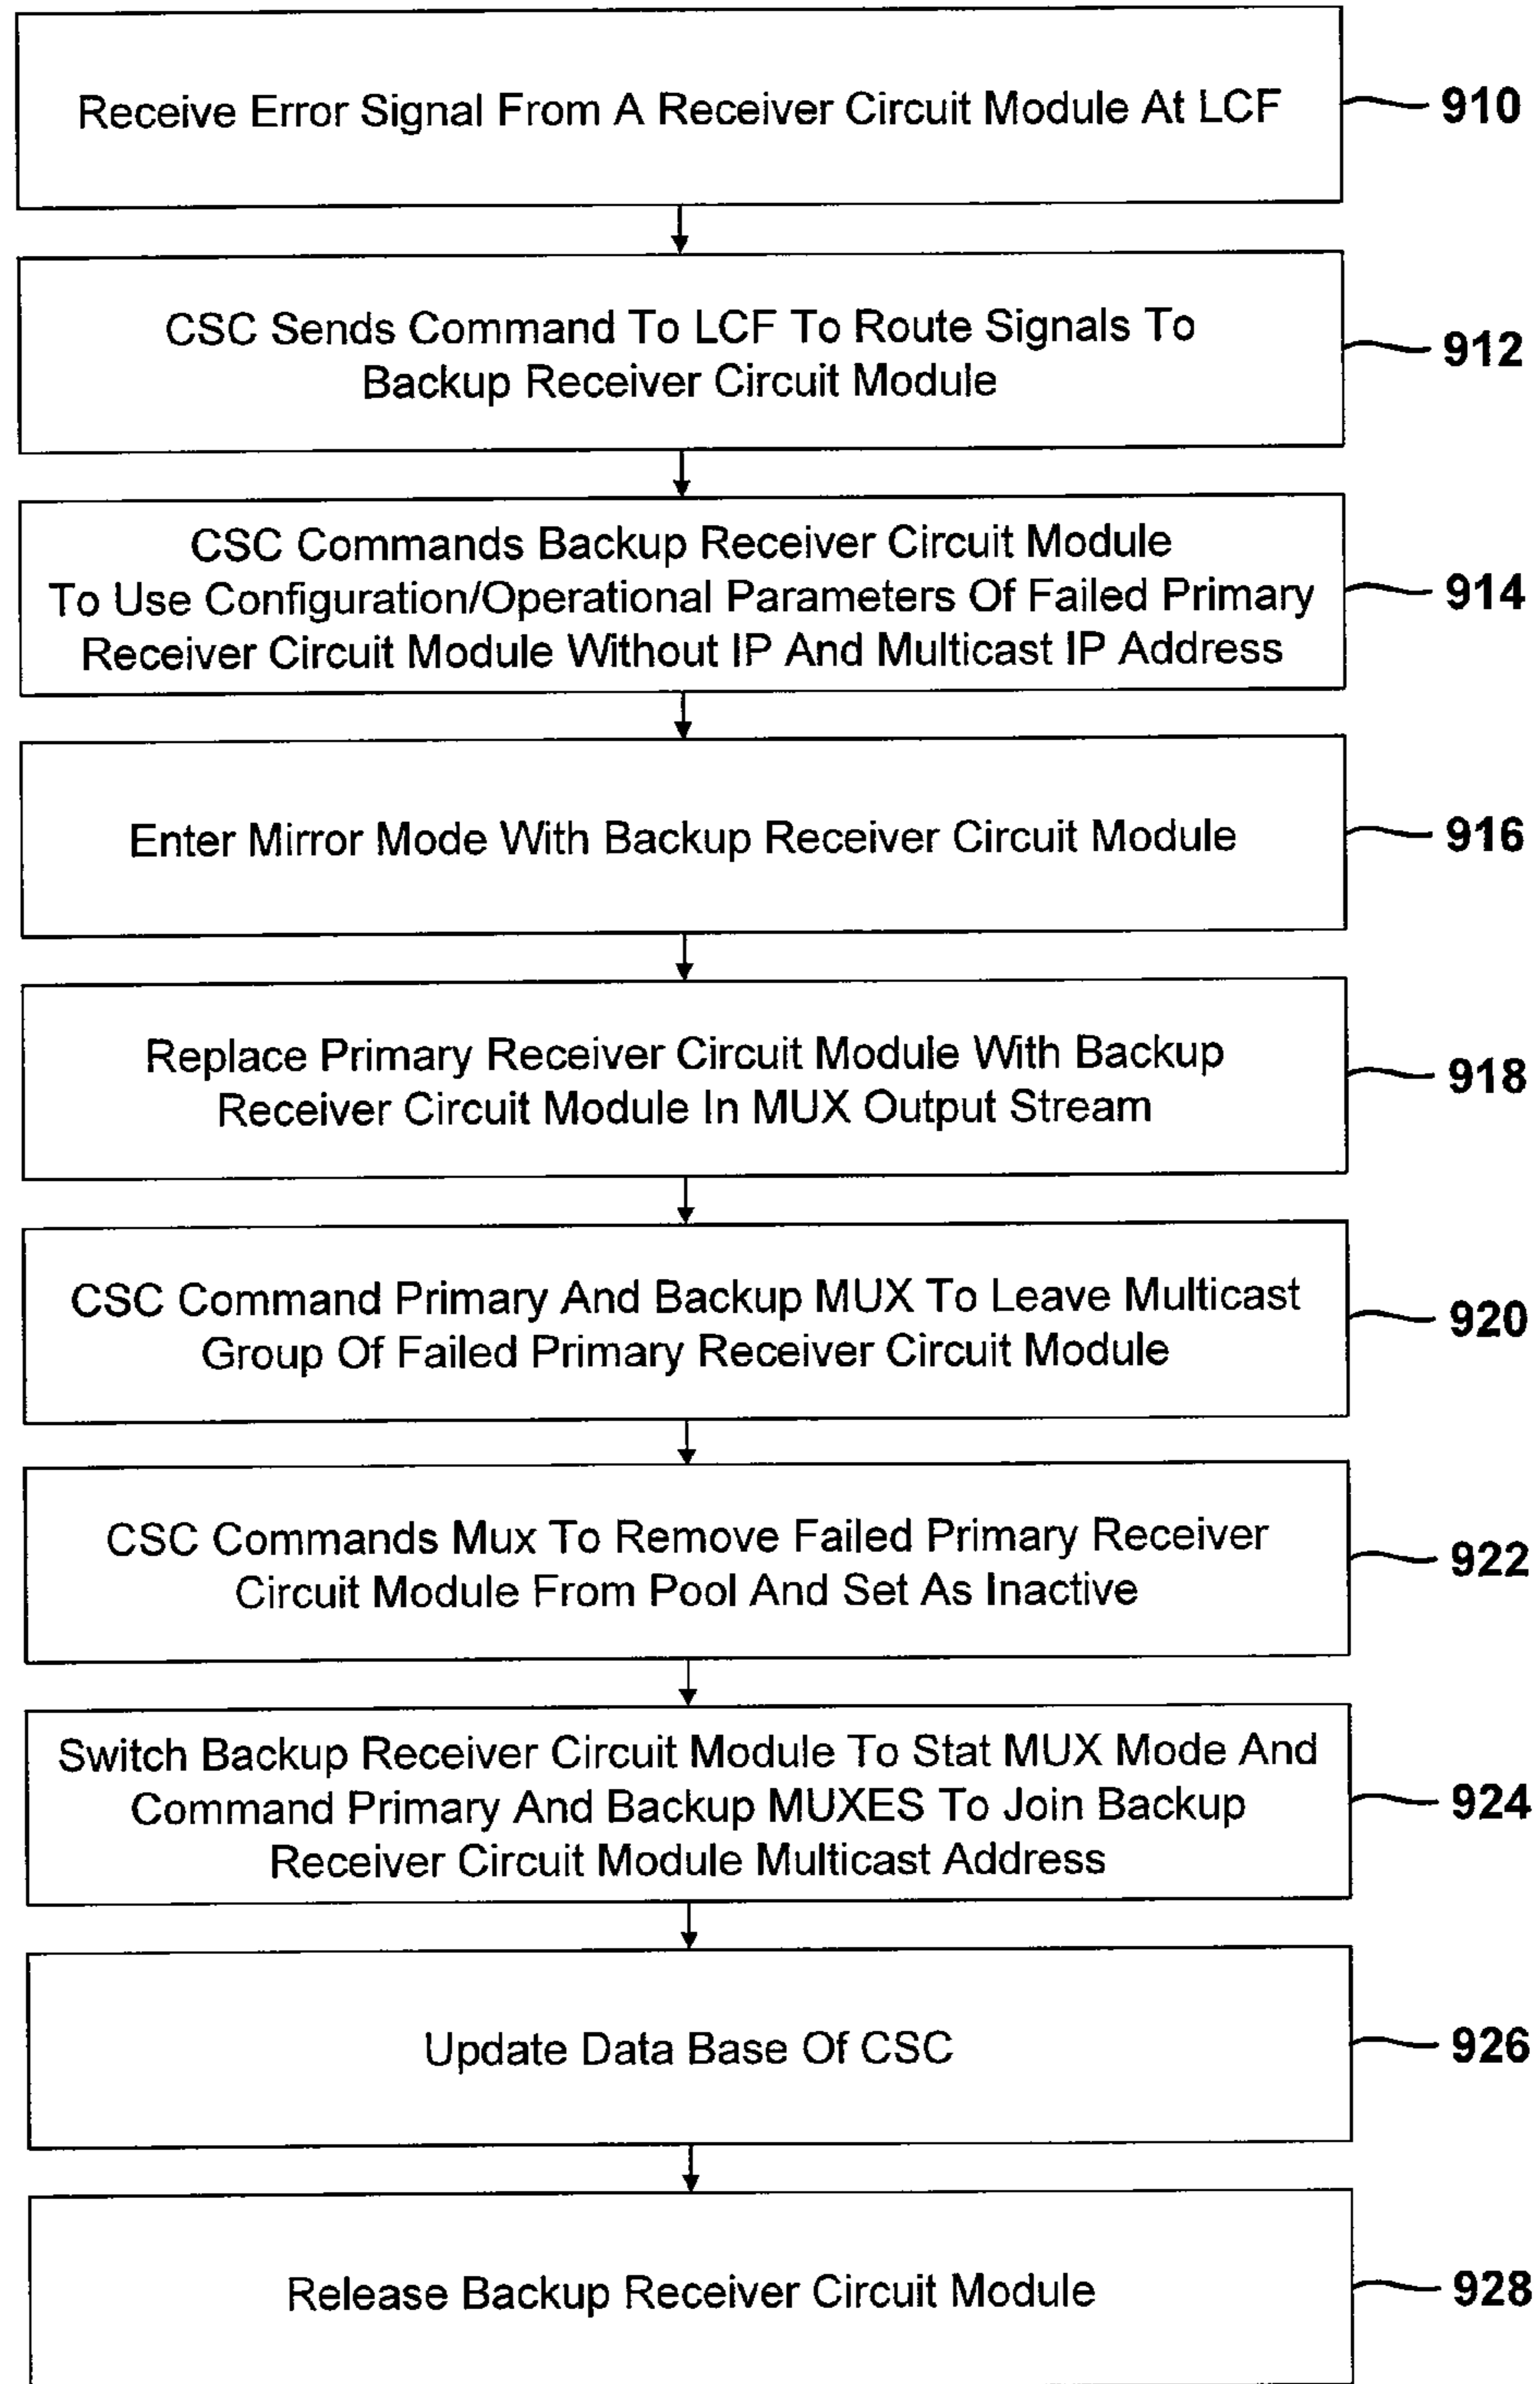 Receive Error Signal From A Receiver Circuit Module At LCF
910
CSC Sends Command To LCF To Route Signals To
Backup Receiver Circuit Module
912
CSC Commands Backup Receiver Circuit Module
To Use Configuration/Operational Parameters Of Failed Primary
Receiver Circuit Module Without IP And Multicast IP Address
914
Enter Mirror Mode With Backup Receiver Circuit Module
916
Replace Primary Receiver Circuit Module With Backup
Receiver Circuit Module In MUX Output Stream
918
CSC Command Primary And Backup MUX To Leave Multicast
Group Of Failed Primary Receiver Circuit Module
920
CSC Commands Mux To Remove Failed Primary Receiver
Circuit Module From Pool And Set As Inactive
922
Switch Backup Receiver Circuit Module To Stat MUX Mode And
Command Primary And Backup MUXES To Join Backup
Receiver Circuit Module Multicast Address
924
Update Data Base Of CSC
926
Release Backup Receiver Circuit Module
928